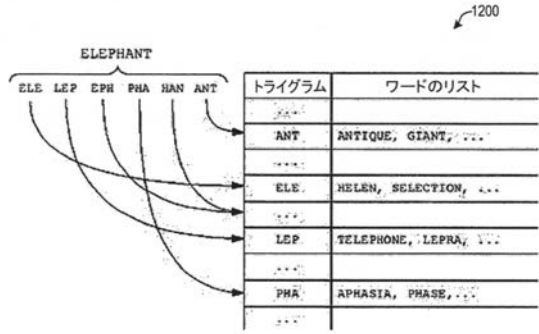 1200
ELEPHANT
ELE LEP EPH PHA HAN ANT
トライグラム ワードのリスト
...
ANT ANTIQUE, GIANT, ...
...
ELE HELEN, SELECTION, ...
...
LEP TELEPHONE, LEPRA, ...
...
PHA APHASIA, PHASE, ...
...